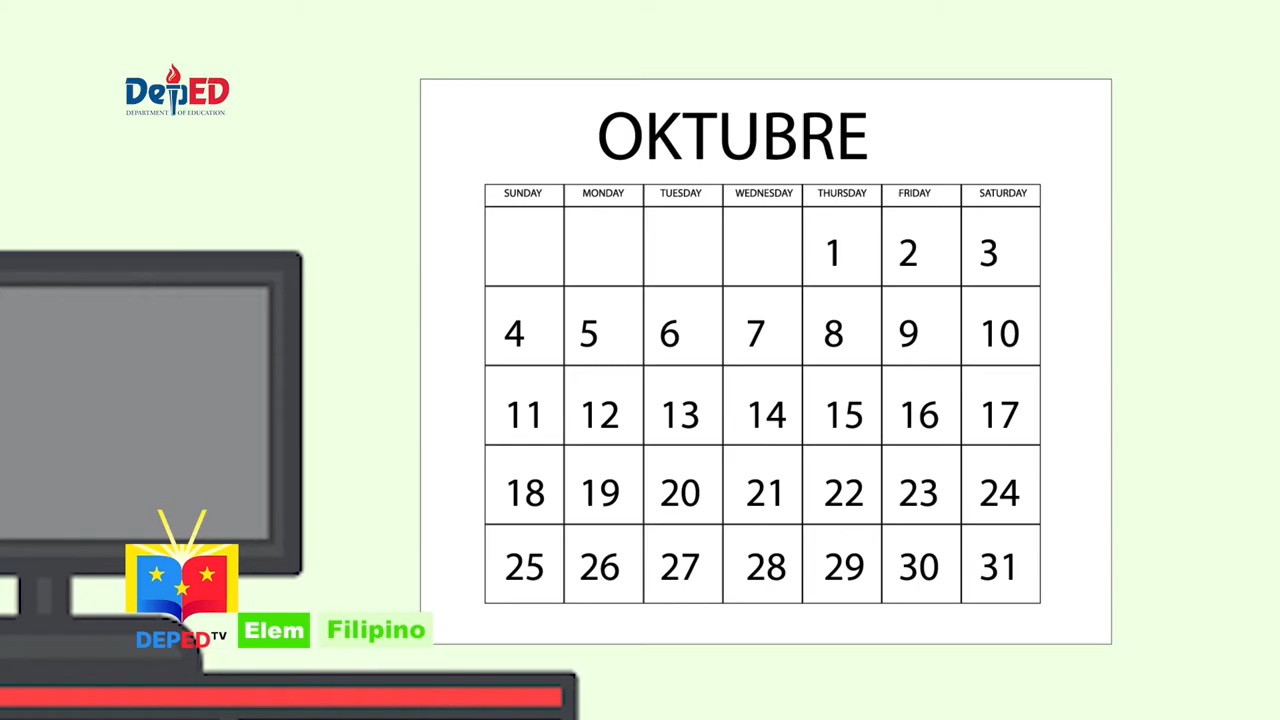 DepED
DEPARTMENT OF EDUCATION
OKTUBRE
SUNDAY MONDAY TUESDAY WEDNESDAY THURSDAY FRIDAY SATURDAY
1 2 3
4 5 6 7 8 9 10
11 12 13 14 15 16 17
18 19 20 21 22 23 24
25 26 27 28 29 30 31
DEPED TV Elem Filipino